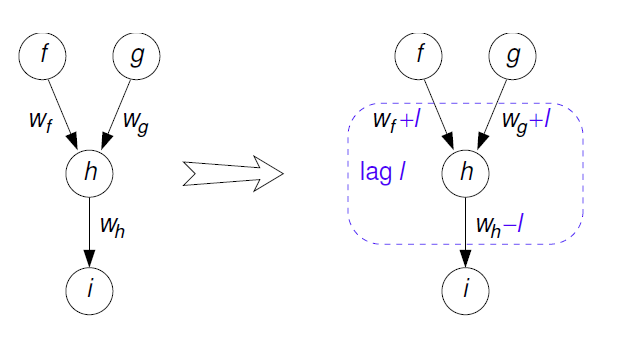 f g f g
w_f w_g w_f+l w_g+l
h lag l h
w_h w_h−l
i i